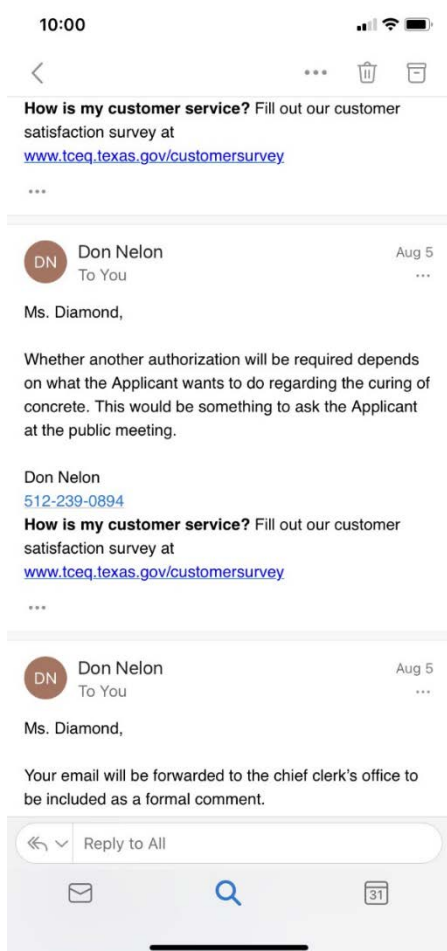 10:00
How is my customer service? Fill out our customer
satisfaction survey at
www.tceq.texas.gov/customersurvey
...
DN
Don Nelon
Aug 5
To You
...
Ms. Diamond,
Whether another authorization will be required depends
on what the Applicant wants to do regarding the curing of
concrete. This would be something to ask the Applicant
at the public meeting.
Don Nelon
512-239-0894
How is my customer service? Fill out our customer
satisfaction survey at
www.tceq.texas.gov/customersurvey
...
DN
Don Nelon
Aug 5
To You
...
Ms. Diamond,
Your email will be forwarded to the chief clerk's office to
be included as a formal comment.
Reply to All
31